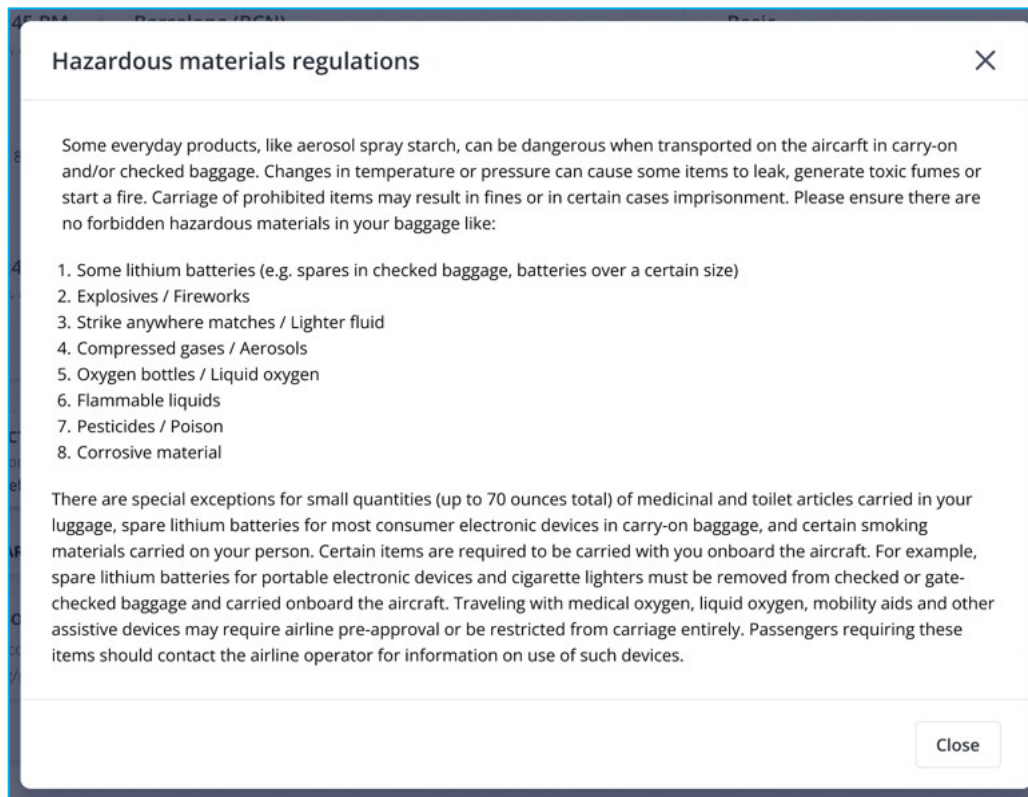 45 PM Barcelona (BCN) Basic
Hazardous materials regulations
Some everyday products, like aerosol spray starch, can be dangerous when transported on the aircarft in carry-on
and/or checked baggage. Changes in temperature or pressure can cause some items to leak, generate toxic fumes or
start a fire. Carriage of prohibited items may result in fines or in certain cases imprisonment. Please ensure there are
no forbidden hazardous materials in your baggage like:
1. Some lithium batteries (e.g. spares in checked baggage, batteries over a certain size)
2. Explosives / Fireworks
3. Strike anywhere matches / Lighter fluid
4. Compressed gases / Aerosols
5. Oxygen bottles / Liquid oxygen
6. Flammable liquids
7. Pesticides / Poison
8. Corrosive material
There are special exceptions for small quantities (up to 70 ounces total) of medicinal and toilet articles carried in your
luggage, spare lithium batteries for most consumer electronic devices in carry-on baggage, and certain smoking
materials carried on your person. Certain items are required to be carried with you onboard the aircraft. For example,
spare lithium batteries for portable electronic devices and cigarette lighters must be removed from checked or gate-
checked baggage and carried onboard the aircraft. Traveling with medical oxygen, liquid oxygen, mobility aids and other
assistive devices may require airline pre-approval or be restricted from carriage entirely. Passengers requiring these
items should contact the airline operator for information on use of such devices.
Close